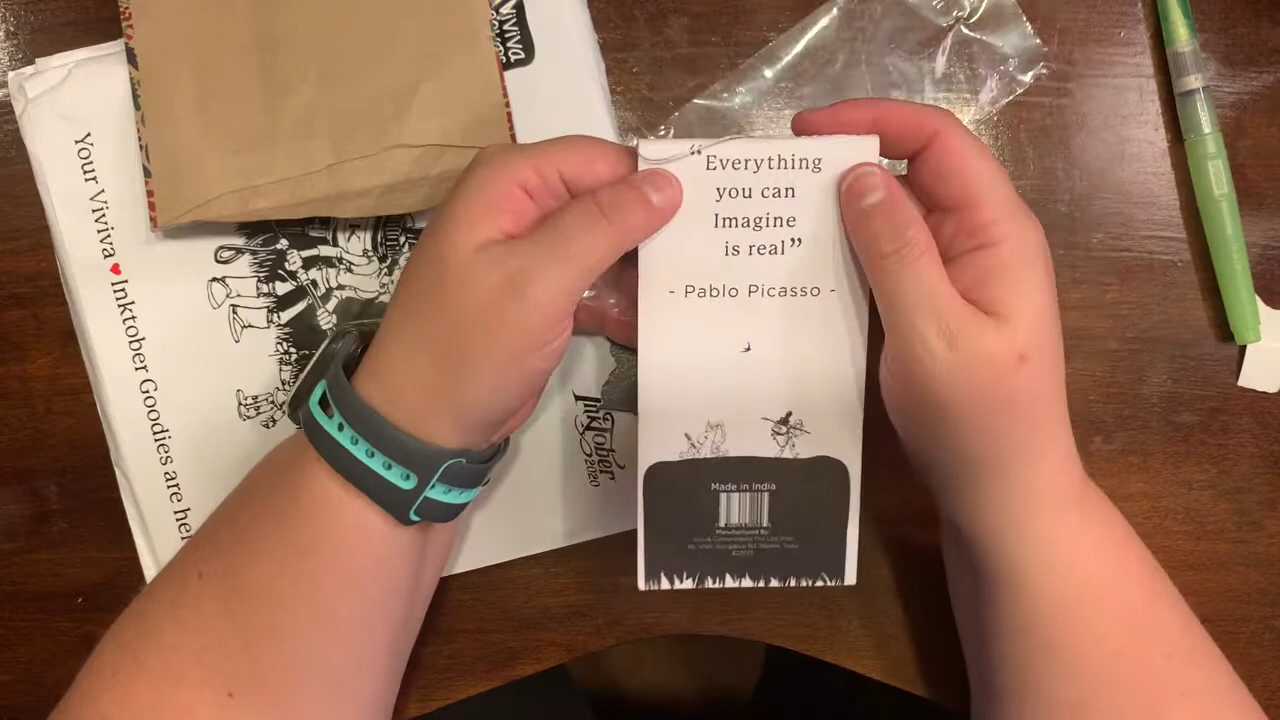 Viviva
Your Viviva ♥ Inktober Goodies are her
K
INKTOBER
2020
“Everything
you can
Imagine
is real”
- Pablo Picasso -
Made in India
Manufactured By: